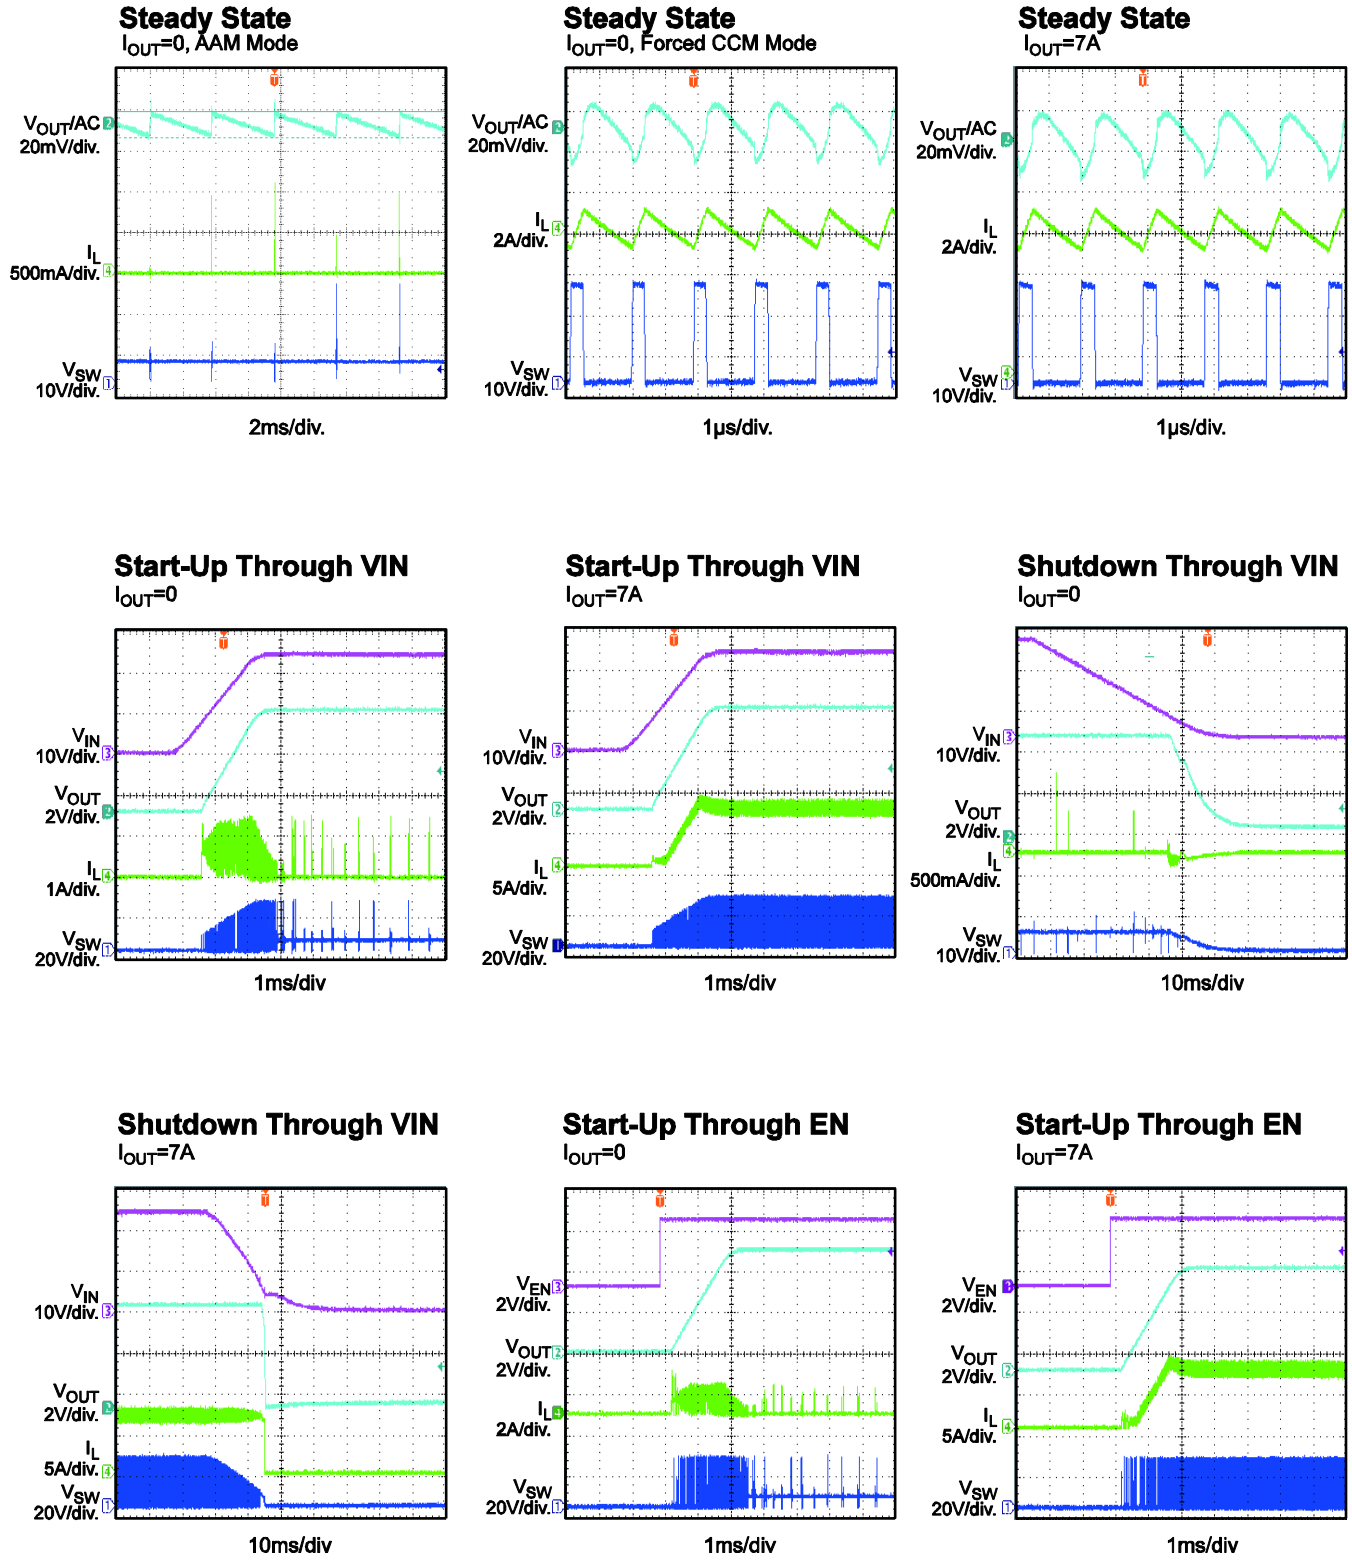 Steady State
IOUT=0, AAM Mode
VOUT/AC
20mV/div.
IL
500mA/div.
VSW
10V/div.
2ms/div.
Steady State
IOUT=0, Forced CCM Mode
VOUT/AC
20mV/div.
IL
2A/div.
VSW
10V/div.
1µs/div.
Steady State
IOUT=7A
VOUT/AC
20mV/div.
IL
2A/div.
VSW
10V/div.
1µs/div.
Start-Up Through VIN
IOUT=0
VIN
10V/div.
VOUT
2V/div.
IL
1A/div.
VSW
20V/div.
1ms/div
Start-Up Through VIN
IOUT=7A
VIN
10V/div.
VOUT
2V/div.
IL
5A/div.
VSW
20V/div.
1ms/div
Shutdown Through VIN
IOUT=0
VIN
10V/div.
VOUT
2V/div.
IL
500mA/div.
VSW
10V/div.
10ms/div
Shutdown Through VIN
IOUT=7A
VIN
10V/div.
VOUT
2V/div.
IL
5A/div.
VSW
20V/div.
10ms/div
Start-Up Through EN
IOUT=0
VEN
2V/div.
VOUT
2V/div.
IL
2A/div.
VSW
20V/div.
1ms/div
Start-Up Through EN
IOUT=7A
VEN
2V/div.
VOUT
2V/div.
IL
5A/div.
VSW
20V/div.
1ms/div